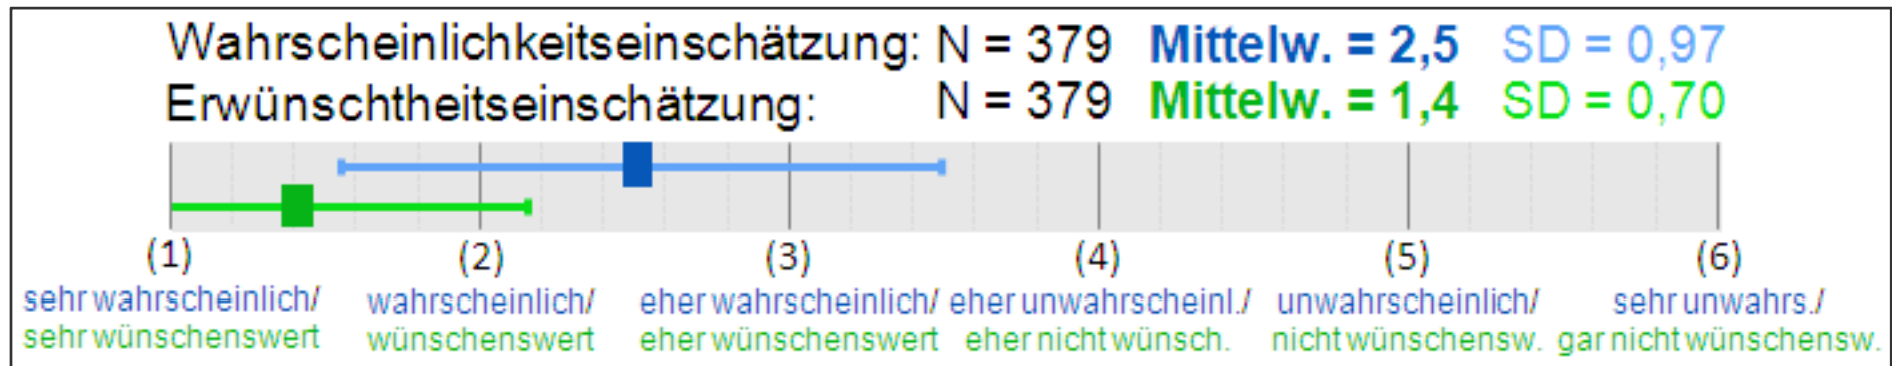 Wahrscheinlichkeitseinschätzung: N = 379 Mittelw. = 2,5 SD = 0,97
Erwünschtheitseinschätzung: N = 379 Mittelw. = 1,4 SD = 0,70
(1) (2) (3) (4) (5) (6)
sehr wahrscheinlich/ wahrscheinlich/ eher wahrscheinlich/ eher unwahrscheinl./ unwahrscheinlich/ sehr unwahrs./
sehr wünschenswert wünschenswert eher wünschenswert eher nicht wünsch. nicht wünschensw. gar nicht wünschensw.